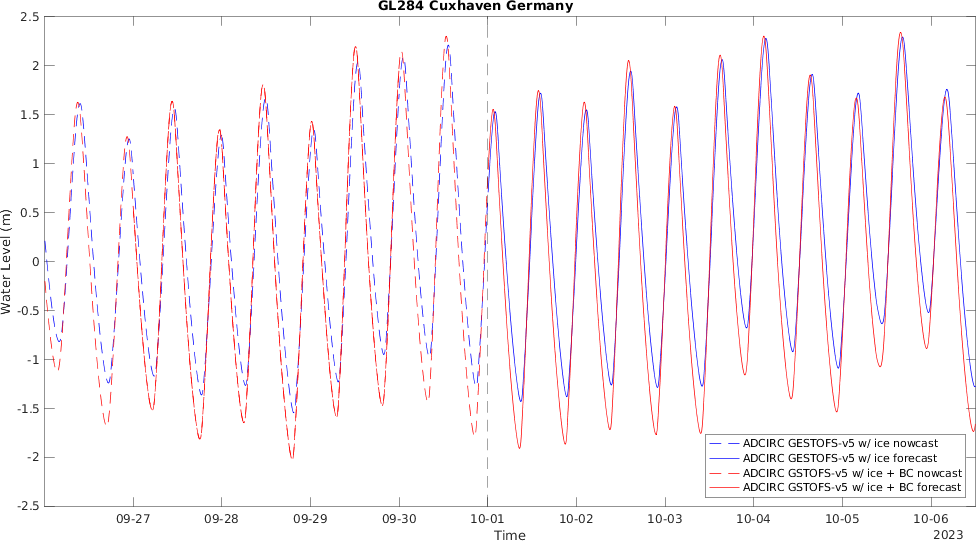 GL284 Cuxhaven Germany
2.5
2
1.5
1
0.5
0
-0.5
-1
-1.5
-2
-2.5
Water Level (m)
ADCIRC GESTOFS-v5 w/ ice nowcast
ADCIRC GESTOFS-v5 w/ ice forecast
ADCIRC GSTOFS-v5 w/ ice + BC nowcast
ADCIRC GSTOFS-v5 w/ ice + BC forecast
09-27 09-28 09-29 09-30 10-01 10-02 10-03 10-04 10-05 10-06
Time
2023